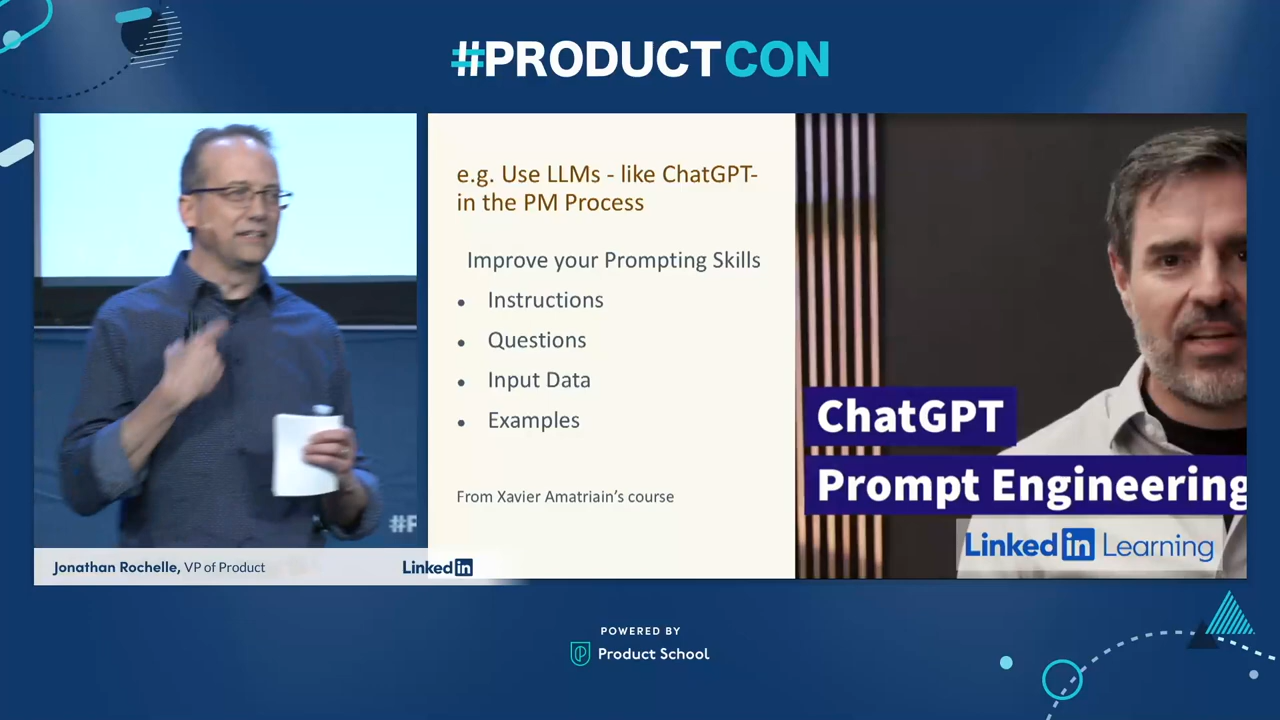 #PRODUCTCON
e.g. Use LLMs - like ChatGPT-
in the PM Process
Improve your Prompting Skills
• Instructions
• Questions
• Input Data
• Examples
From Xavier Amatriain's course
ChatGPT
Prompt Engineering
LinkedIn Learning
#P
Jonathan Rochelle, VP of Product
LinkedIn
POWERED BY
Product School